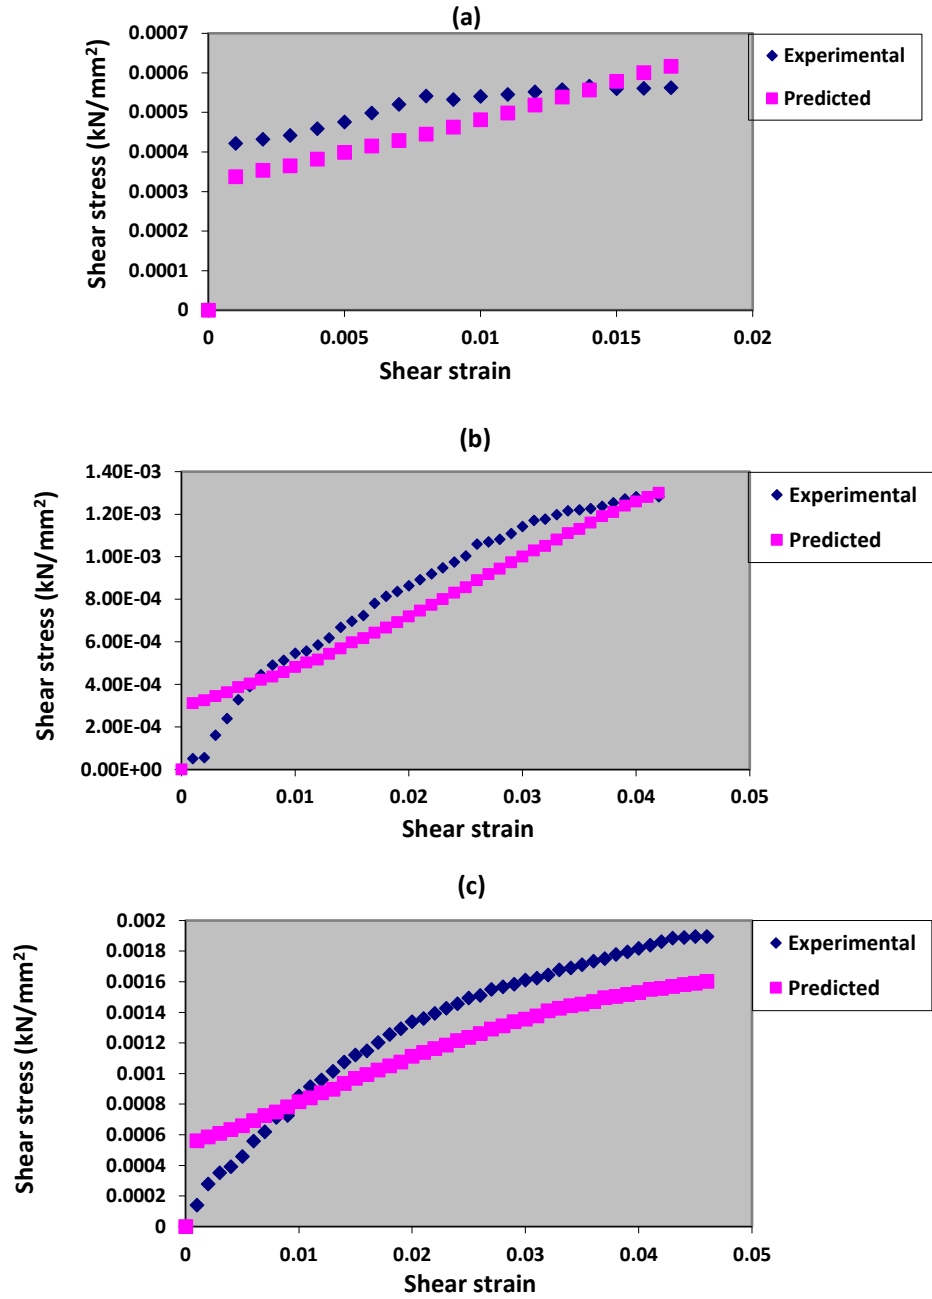 (a)
Shear stress (kN/mm²)
0.0007
0.0006
0.0005
0.0004
0.0003
0.0002
0.0001
0
0 0.005 0.01 0.015 0.02
Shear strain
Experimental
Predicted
(b)
Shear stress (kN/mm²)
1.40E-03
1.20E-03
1.00E-03
8.00E-04
6.00E-04
4.00E-04
2.00E-04
0.00E+00
0 0.01 0.02 0.03 0.04 0.05
Shear strain
Experimental
Predicted
(c)
Shear stress (kN/mm²)
0.002
0.0018
0.0016
0.0014
0.0012
0.001
0.0008
0.0006
0.0004
0.0002
0
0 0.01 0.02 0.03 0.04 0.05
Shear strain
Experimental
Predicted